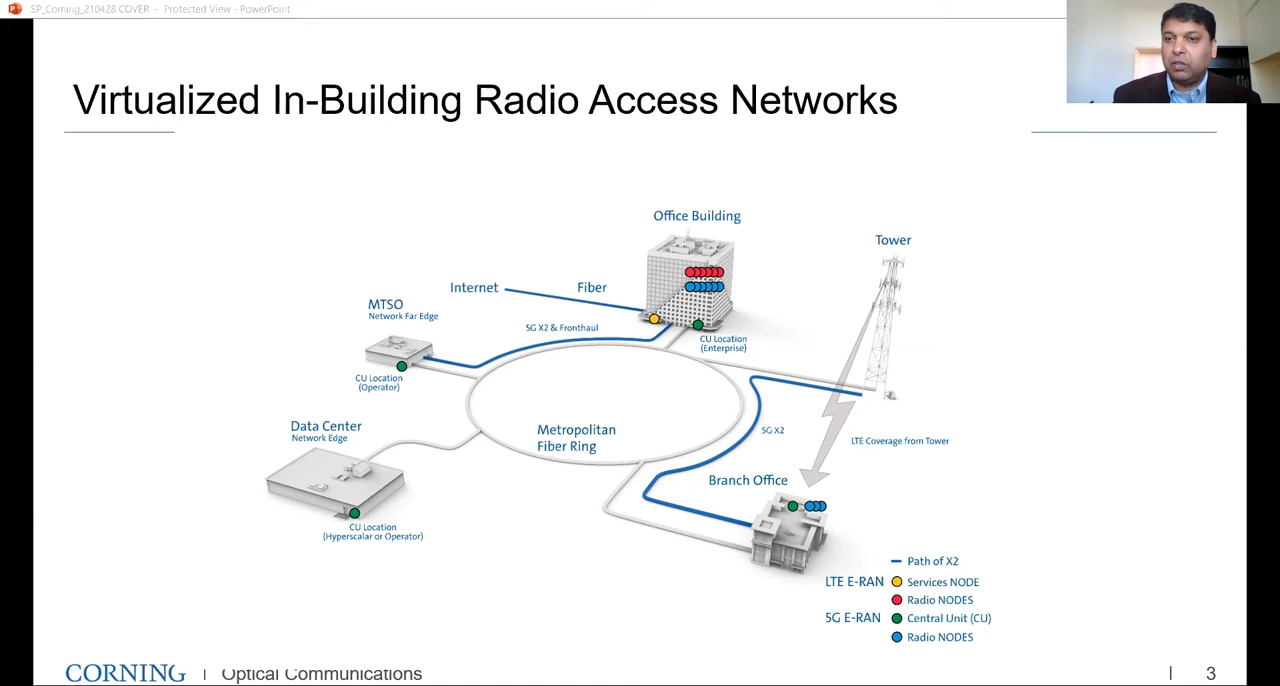 SP_Corning_210428 COVER - Protected View - PowerPoint
Virtualized In-Building Radio Access Networks
Office Building
Tower
Internet
Fiber
MTSO
Network Far Edge
5G X2 & Fronthaul
CU Location
(Enterprise)
CU Location
(Operator)
Data Center
Network Edge
Metropolitan
Fiber Ring
5G X2
LTE Coverage from Tower
Branch Office
CU Location
(Hyperscalar or Operator)
Path of X2
LTE E-RAN Services NODE
Radio NODES
5G E-RAN Central Unit (CU)
Radio NODES
CORNING | Optical Communications | 3